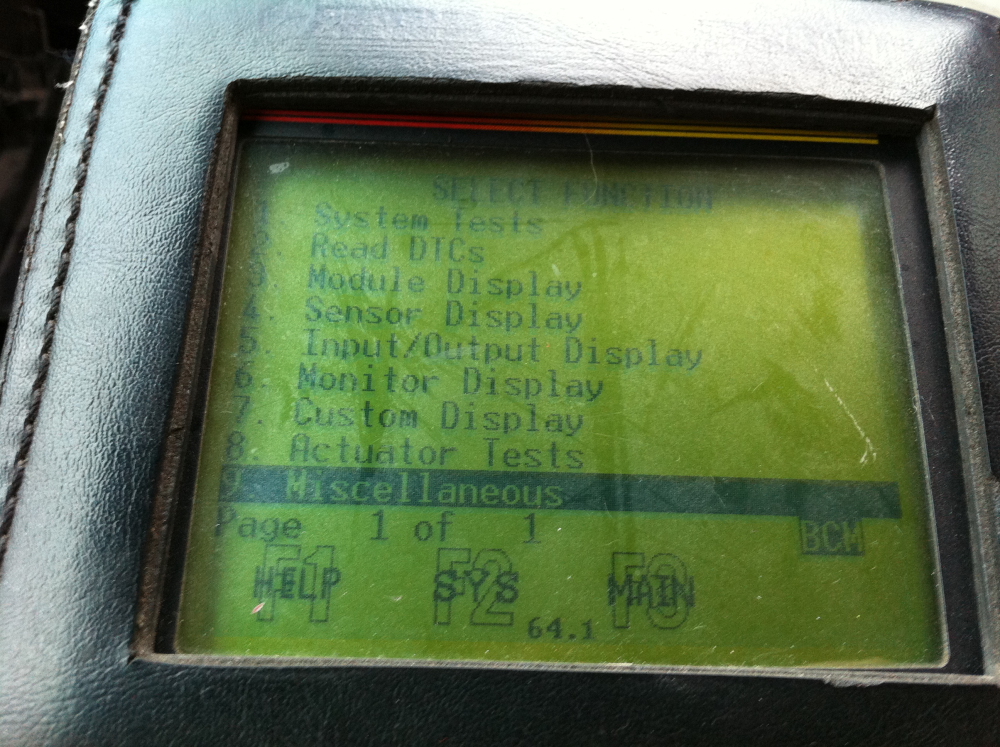 SELECT FUNCTION
1. System Tests
2. Read DTCs
3. Module Display
4. Sensor Display
5. Input/Output Display
6. Monitor Display
7. Custom Display
8. Actuator Tests
9. Miscellaneous
Page 1 of 1 BCM
F1 F2 F3
HELP SYS MAIN
64.1